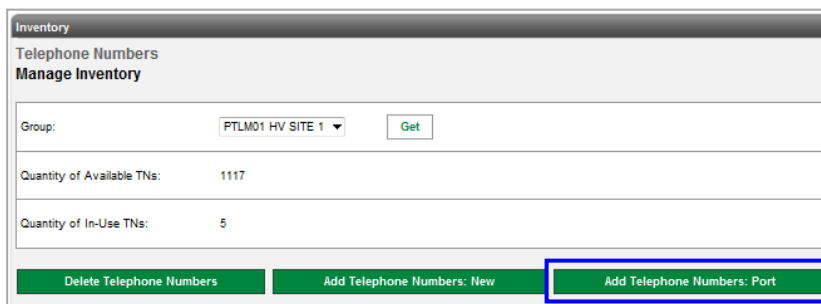 Inventory
Telephone Numbers
Manage Inventory
Group: PTLM01 HV SITE 1 Get
Quantity of Available TNs: 1117
Quantity of In-Use TNs: 5
Delete Telephone Numbers Add Telephone Numbers: New Add Telephone Numbers: Port